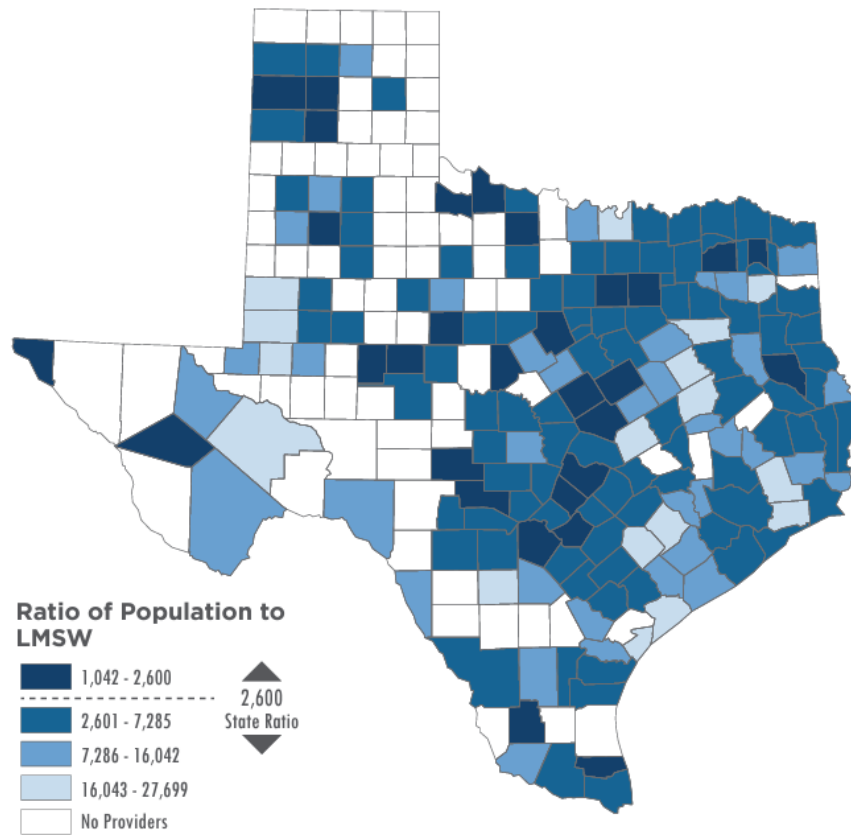 Ratio of Population to
LMSW
1,042 - 2,600
2,601 - 7,285
7,286 - 16,042
16,043 - 27,699
No Providers
2,600
State Ratio